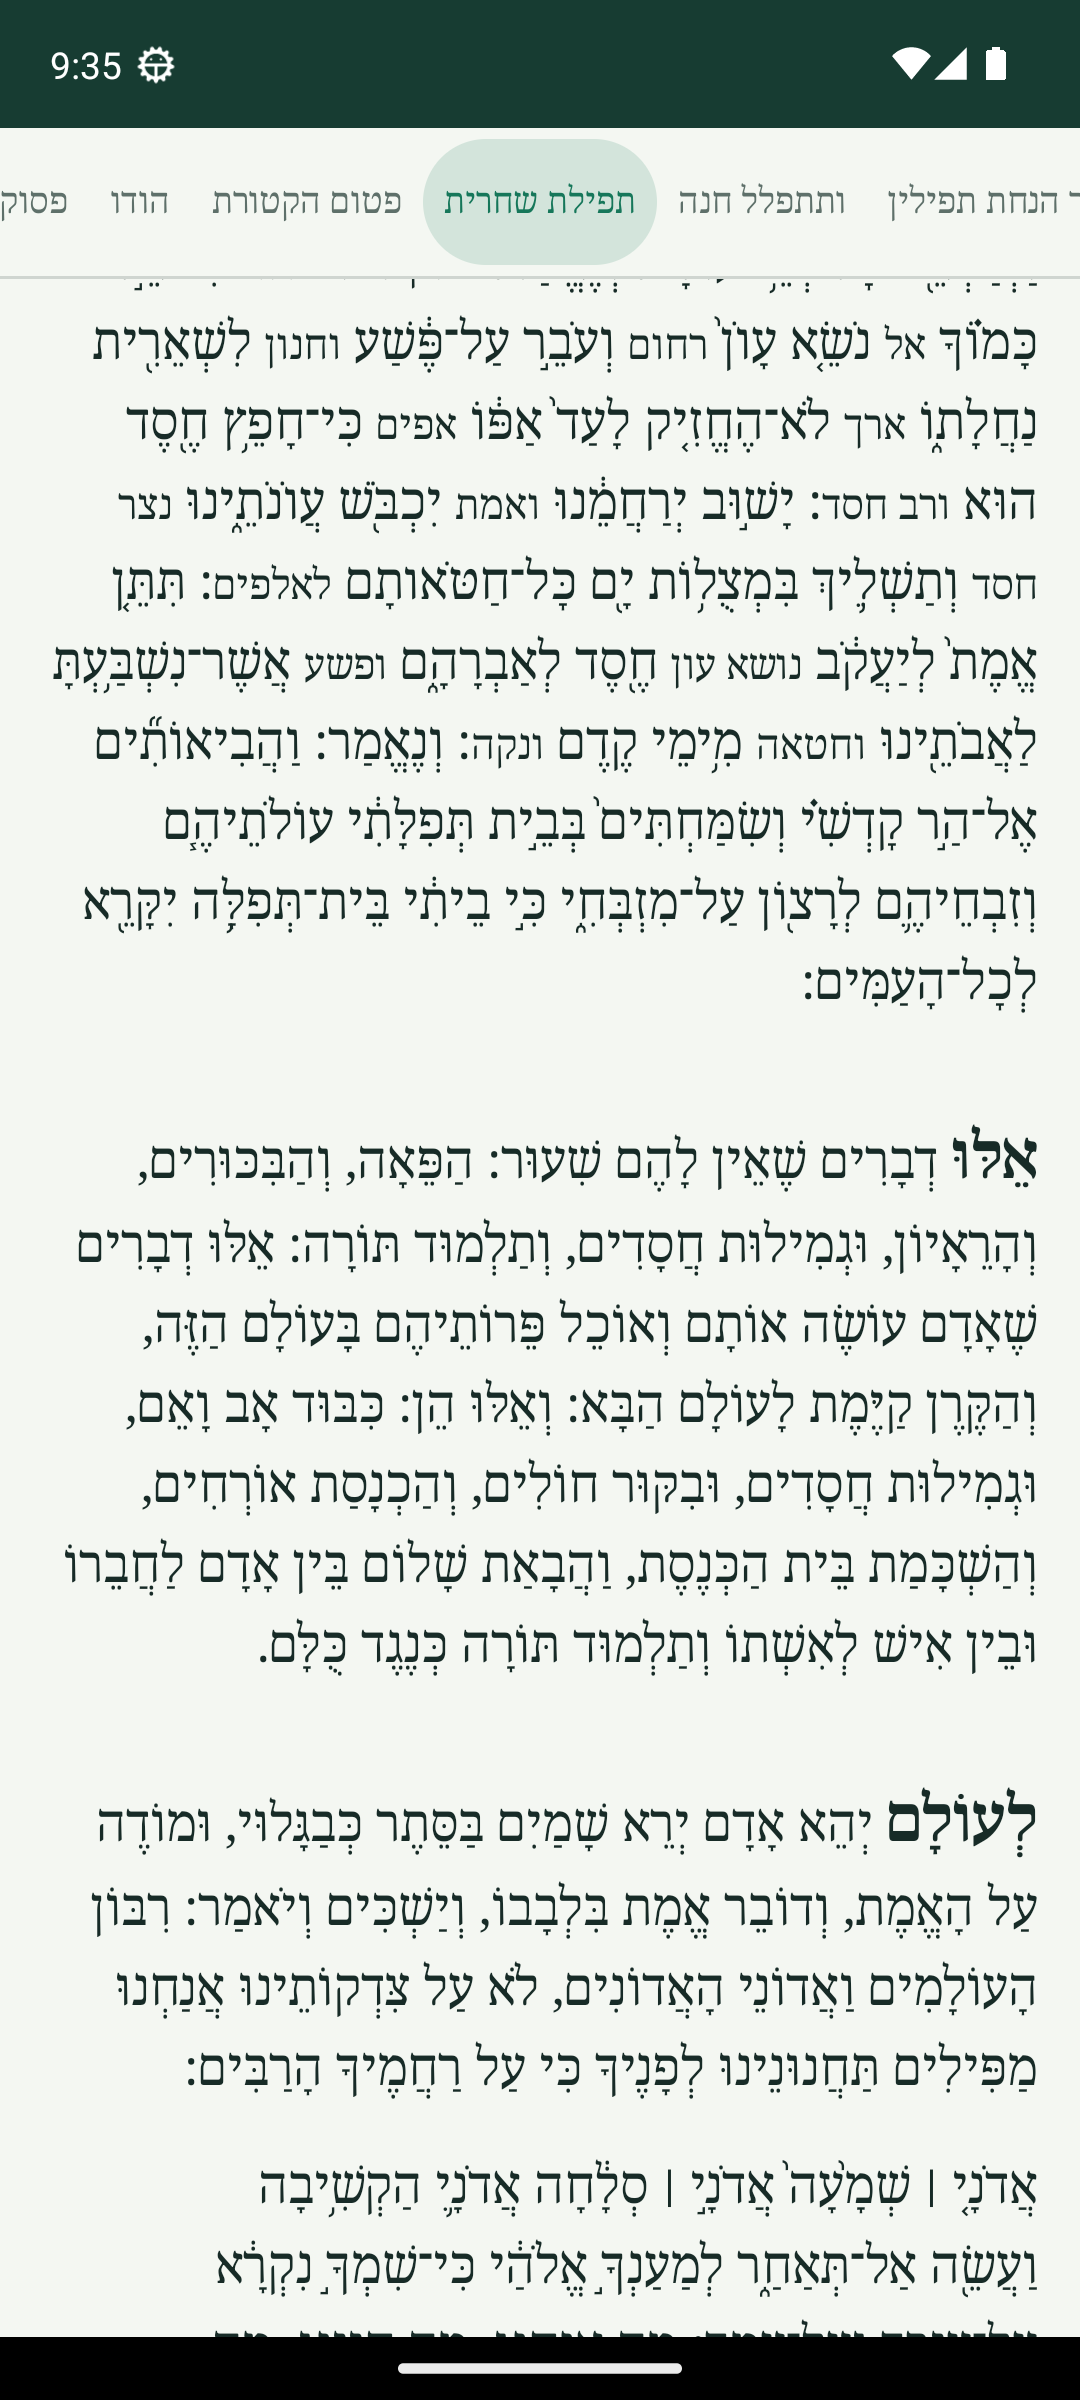 9:35
ר הנחת תפילין ותתפלל חנה תפילת שחרית פטום הקטורת הודו פסוק
כָּמ֗וֹךָ אל נֹשֵׂ֤א עָוֺן֙ רחום וְעֹבֵ֣ר עַל־פֶּ֔שַׁע וחנון לִשְׁאֵרִ֖ית
נַחֲלָת֑וֹ ארך לֹא־הֶחֱזִ֤יק לָעַד֙ אַפּ֔וֹ אפים כִּי־חָפֵ֥ץ חֶ֖סֶד
הוּא ורב חסד: יָשׁ֣וּב יְרַחֲמֵ֔נוּ ואמת יִכְבֹּ֖שׁ עֲוֺנֹתֵ֑ינוּ נצר
חסד וְתַשְׁלִ֛יךְ בִּמְצֻל֥וֹת יָ֖ם כָּל־חַטֹּאותָם לאלפים: תִּתֵּ֤ן
אֱמֶת֙ לְיַעֲקֹ֔ב נושא עון חֶ֖סֶד לְאַבְרָהָ֑ם ופשע אֲשֶׁר־נִשְׁבַּ֥עְתָּ
לַאֲבֹתֵ֖ינוּ וחטאה מִ֥ימֵי קֶדֶם ונקה: וְנֶאֱמַר: וַהֲבִיאוֹתִ֞ים
אֶל־הַ֣ר קָדְשִׁ֗י וְשִׂמַּחְתִּים֙ בְּבֵ֣ית תְּפִלָּתִ֔י עוֹלֹתֵיהֶ֧ם
וְזִבְחֵיהֶ֛ם לְרָצ֖וֹן עַל־מִזְבְּחִ֑י כִּ֣י בֵיתִ֔י בֵּית־תְּפִלָּ֥ה יִקָּרֵ֖א
לְכָל־הָעַמִּים:
אֵלּוּ דְבָרִים שֶׁאֵין לָהֶם שִׁעוּר: הַפֵּאָה, וְהַבִּכּוּרִים,
וְהָרֵאָיוֹן, וּגְמִילוּת חֲסָדִים, וְתַלְמוּד תּוֹרָה: אֵלּוּ דְבָרִים
שֶׁאָדָם עוֹשֶׂה אוֹתָם וְאוֹכֵל פֵּרוֹתֵיהֶם בָּעוֹלָם הַזֶּה,
וְהַקֶּרֶן קַיֶּמֶת לָעוֹלָם הַבָּא: וְאֵלּוּ הֵן: כִּבּוּד אָב וָאֵם,
וּגְמִילוּת חֲסָדִים, וּבִקּוּר חוֹלִים, וְהַכְנָסַת אוֹרְחִים,
וְהַשְׁכָּמַת בֵּית הַכְּנֶסֶת, וַהֲבָאַת שָׁלוֹם בֵּין אָדָם לַחֲבֵרוֹ
וּבֵין אִישׁ לְאִשְׁתּוֹ וְתַלְמוּד תּוֹרָה כְּנֶגֶד כֻּלָּם.
לְעוֹלָם יְהֵא אָדָם יְרֵא שָׁמַיִם בַּסֵּתֶר כְּבַגָּלוּי, וּמוֹדֶה
עַל הָאֱמֶת, וְדוֹבֵר אֱמֶת בִּלְבָבוֹ, וְיַשְׁכִּים וְיֹאמַר: רִבּוֹן
הָעוֹלָמִים וַאֲדוֹנֵי הָאֲדוֹנִים, לֹא עַל צִּדְקוֹתֵינוּ אֲנַחְנוּ
מַפִּילִים תַּחֲנוּנֵינוּ לְפָנֶיךָ כִּי עַל רַחֲמֶיךָ הָרַבִּים:
אֲדֹנָ֤י ׀ שְׁמָ֙עָה֙ אֲדֹנָ֣י ׀ סְלָ֔חָה אֲדֹנָ֛י הַקְשִׁ֥יבָה
וַעֲשֵׂ֖ה אַל־תְּאַחַ֑ר לְמַעַנְךָ֣ אֱלֹהַ֔י כִּי־שִׁמְךָ֣ נִקְרָ֔א